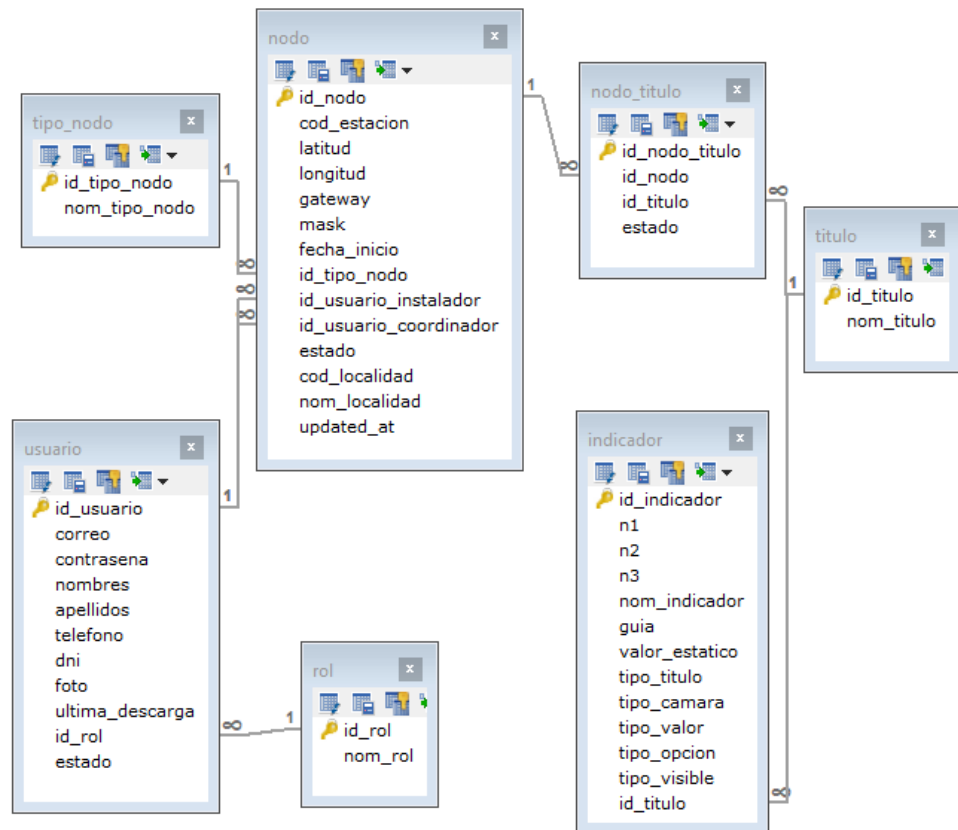 tipo_nodo
id_tipo_nodo
nom_tipo_nodo
nodo
id_nodo
cod_estacion
latitud
longitud
gateway
mask
fecha_inicio
id_tipo_nodo
id_usuario_instalador
id_usuario_coordinador
estado
cod_localidad
nom_localidad
updated_at
nodo_titulo
id_nodo_titulo
id_nodo
id_titulo
estado
titulo
id_titulo
nom_titulo
usuario
id_usuario
correo
contrasena
nombres
apellidos
telefono
dni
foto
ultima_descarga
id_rol
estado
rol
id_rol
nom_rol
indicador
id_indicador
n1
n2
n3
nom_indicador
guia
valor_estatico
tipo_titulo
tipo_camara
tipo_valor
tipo_opcion
tipo_visible
id_titulo
1
∞
1
∞
∞
1
∞
∞
1
∞
∞
1